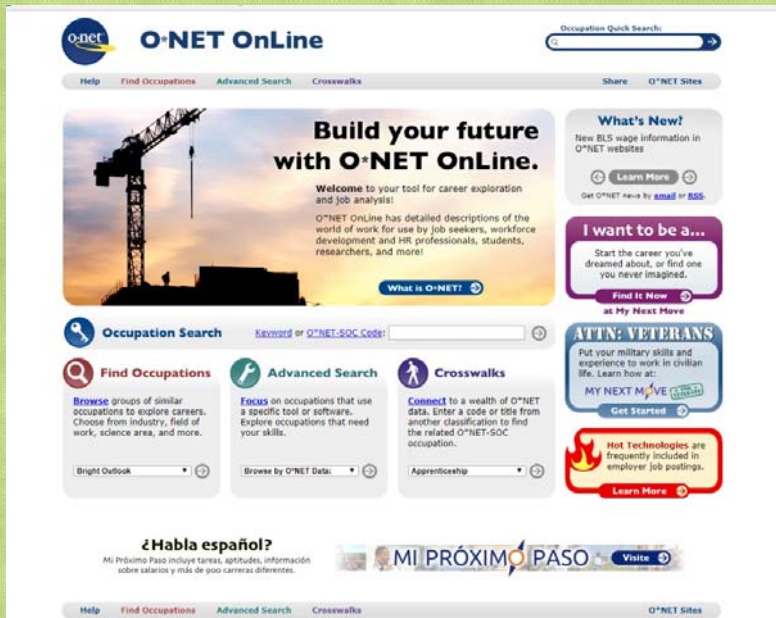 o·net
O*NET OnLine
Occupation Quick Search:
Help Find Occupations Advanced Search Crosswalks Share O*NET Sites
Build your future
with O*NET OnLine.
Welcome to your tool for career exploration
and job analysis!
O*NET OnLine has detailed descriptions of the
world of work for use by job seekers, workforce
development and HR professionals, students,
researchers, and more!
What is O*NET?
What's New?
New BLS wage information in
O*NET websites
Learn More
Get O*NET news by email or RSS.
I want to be a...
Start the career you've
dreamed about, or find one
you never imagined.
Find It Now
at My Next Move
Occupation Search Keyword or O*NET-SOC Code:
ATTN: VETERANS
Put your military skills and
experience to work in civilian
life. Learn how at:
MY NEXT MOVE
Get Started
Find Occupations
Browse groups of similar
occupations to explore careers.
Choose from industry, field of
work, science area, and more.
Bright Outlook
Advanced Search
Focus on occupations that use
a specific tool or software.
Explore occupations that need
your skills.
Browse by O*NET Data:
Crosswalks
Connect to a wealth of O*NET
data. Enter a code or title from
another classification to find
the related O*NET-SOC
occupation.
Apprenticeship
Hot Technologies are
frequently included in
employer job postings.
Learn More
¿Habla español?
Mi Próximo Paso incluye tareas, aptitudes, información
sobre salarios y más de 900 carreras diferentes.
MI PRÓXIMO PASO Visite
Help Find Occupations Advanced Search Crosswalks O*NET Sites